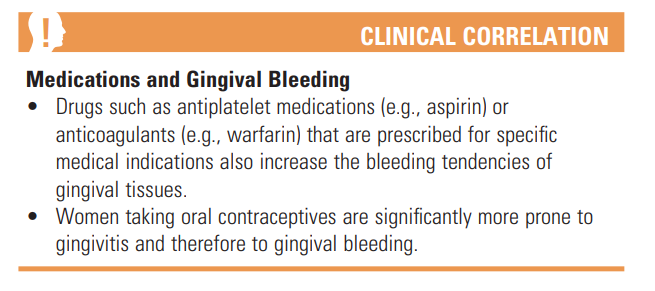 CLINICAL CORRELATION
Medications and Gingival Bleeding
• Drugs such as antiplatelet medications (e.g., aspirin) or
anticoagulants (e.g., warfarin) that are prescribed for specific
medical indications also increase the bleeding tendencies of
gingival tissues.
• Women taking oral contraceptives are significantly more prone to
gingivitis and therefore to gingival bleeding.